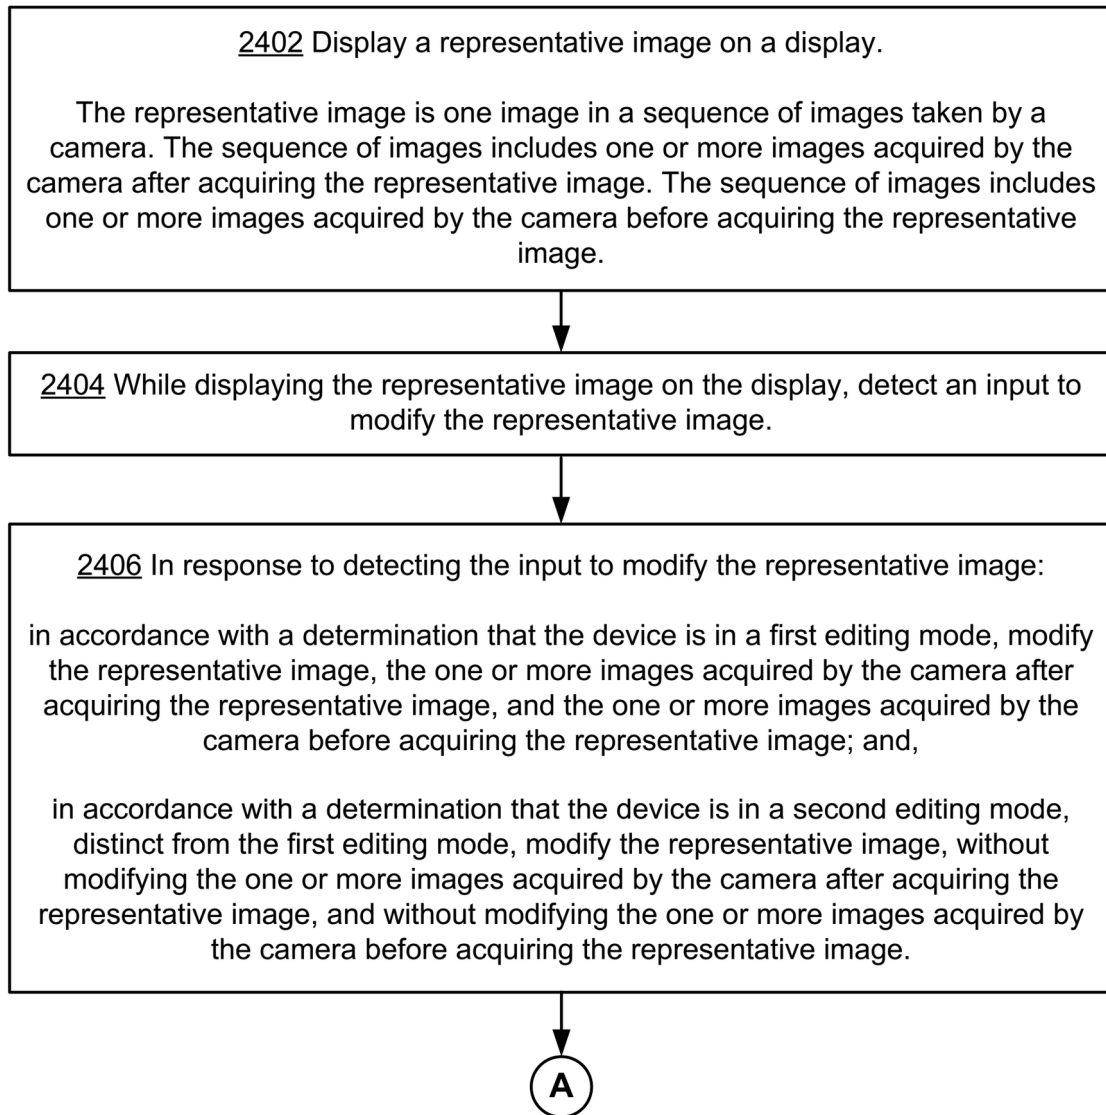 2402 Display a representative image on a display.
The representative image is one image in a sequence of images taken by a
camera. The sequence of images includes one or more images acquired by the
camera after acquiring the representative image. The sequence of images includes
one or more images acquired by the camera before acquiring the representative
image.
2404 While displaying the representative image on the display, detect an input to
modify the representative image.
2406 In response to detecting the input to modify the representative image:
in accordance with a determination that the device is in a first editing mode, modify
the representative image, the one or more images acquired by the camera after
acquiring the representative image, and the one or more images acquired by the
camera before acquiring the representative image; and,
in accordance with a determination that the device is in a second editing mode,
distinct from the first editing mode, modify the representative image, without
modifying the one or more images acquired by the camera after acquiring the
representative image, and without modifying the one or more images acquired by
the camera before acquiring the representative image.
A